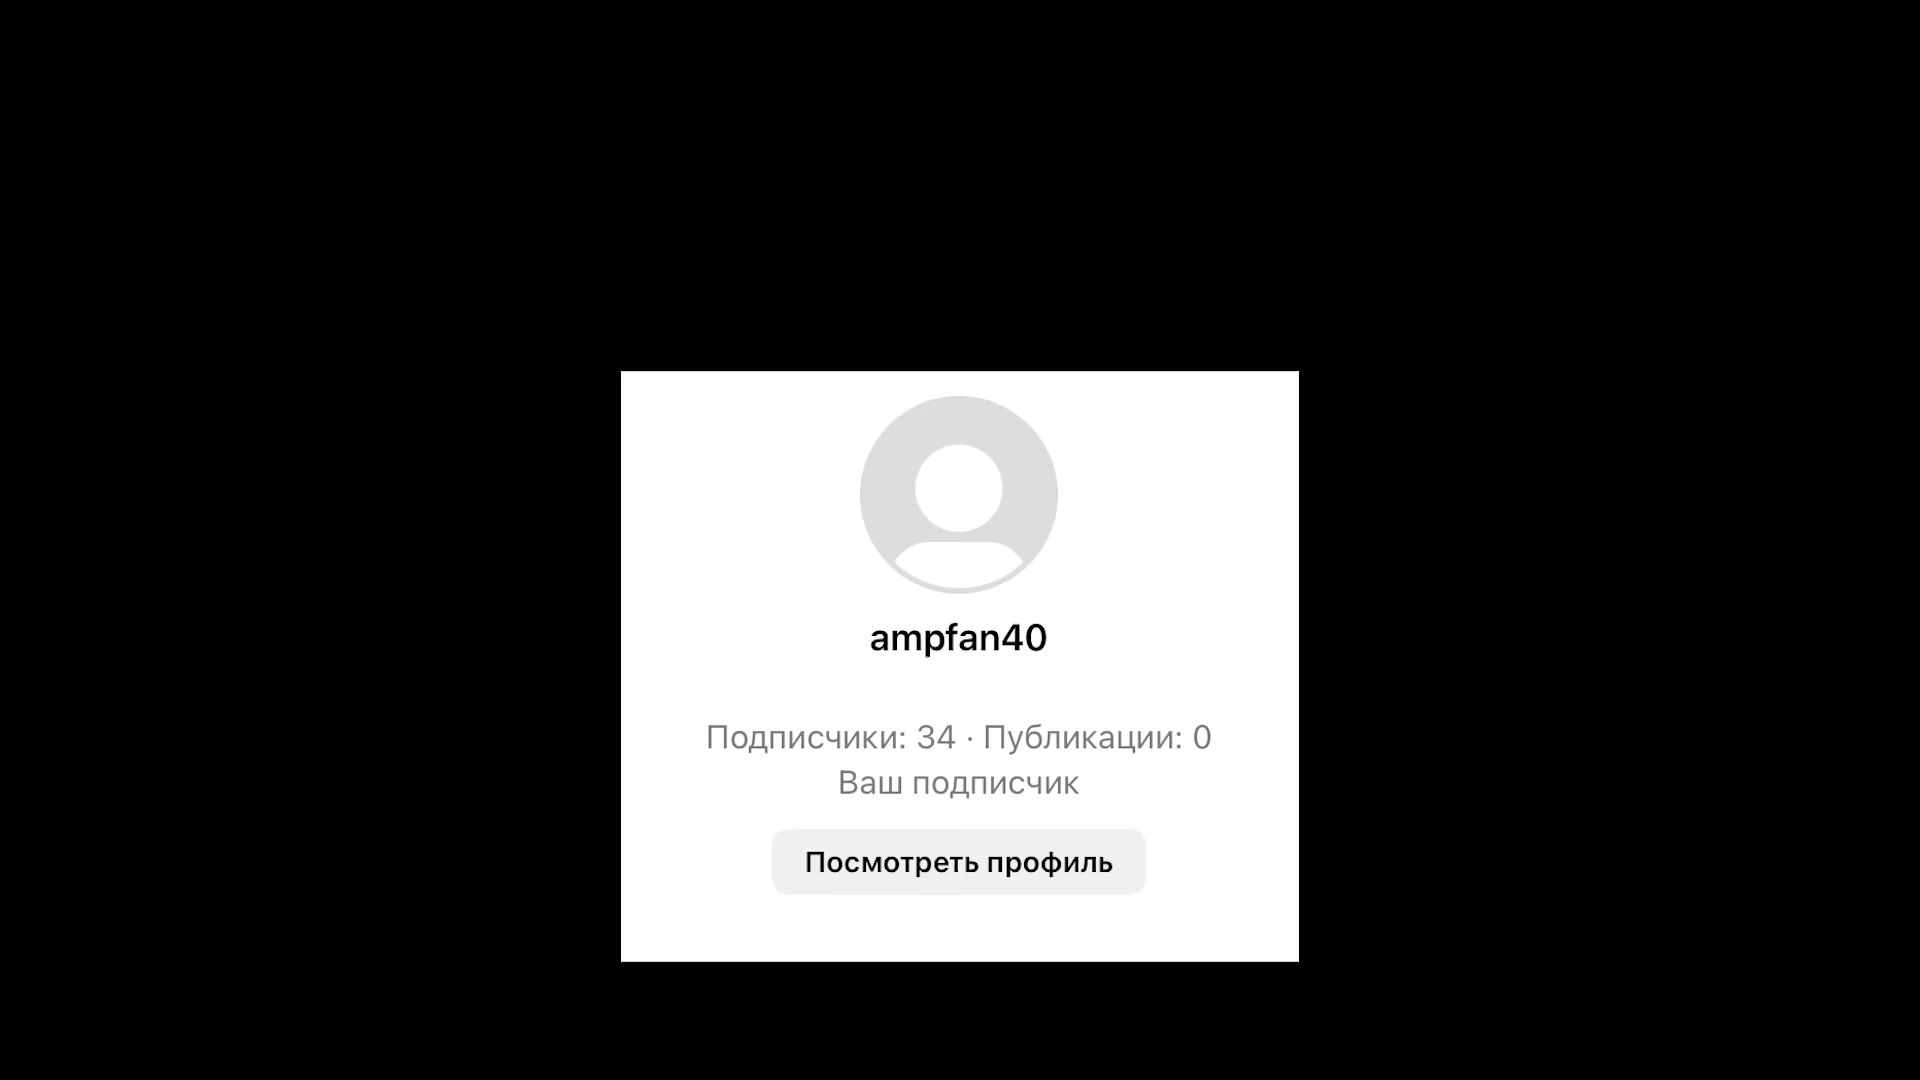 ampfan40
Подписчики: 34 · Публикации: 0
Ваш подписчик
Посмотреть профиль